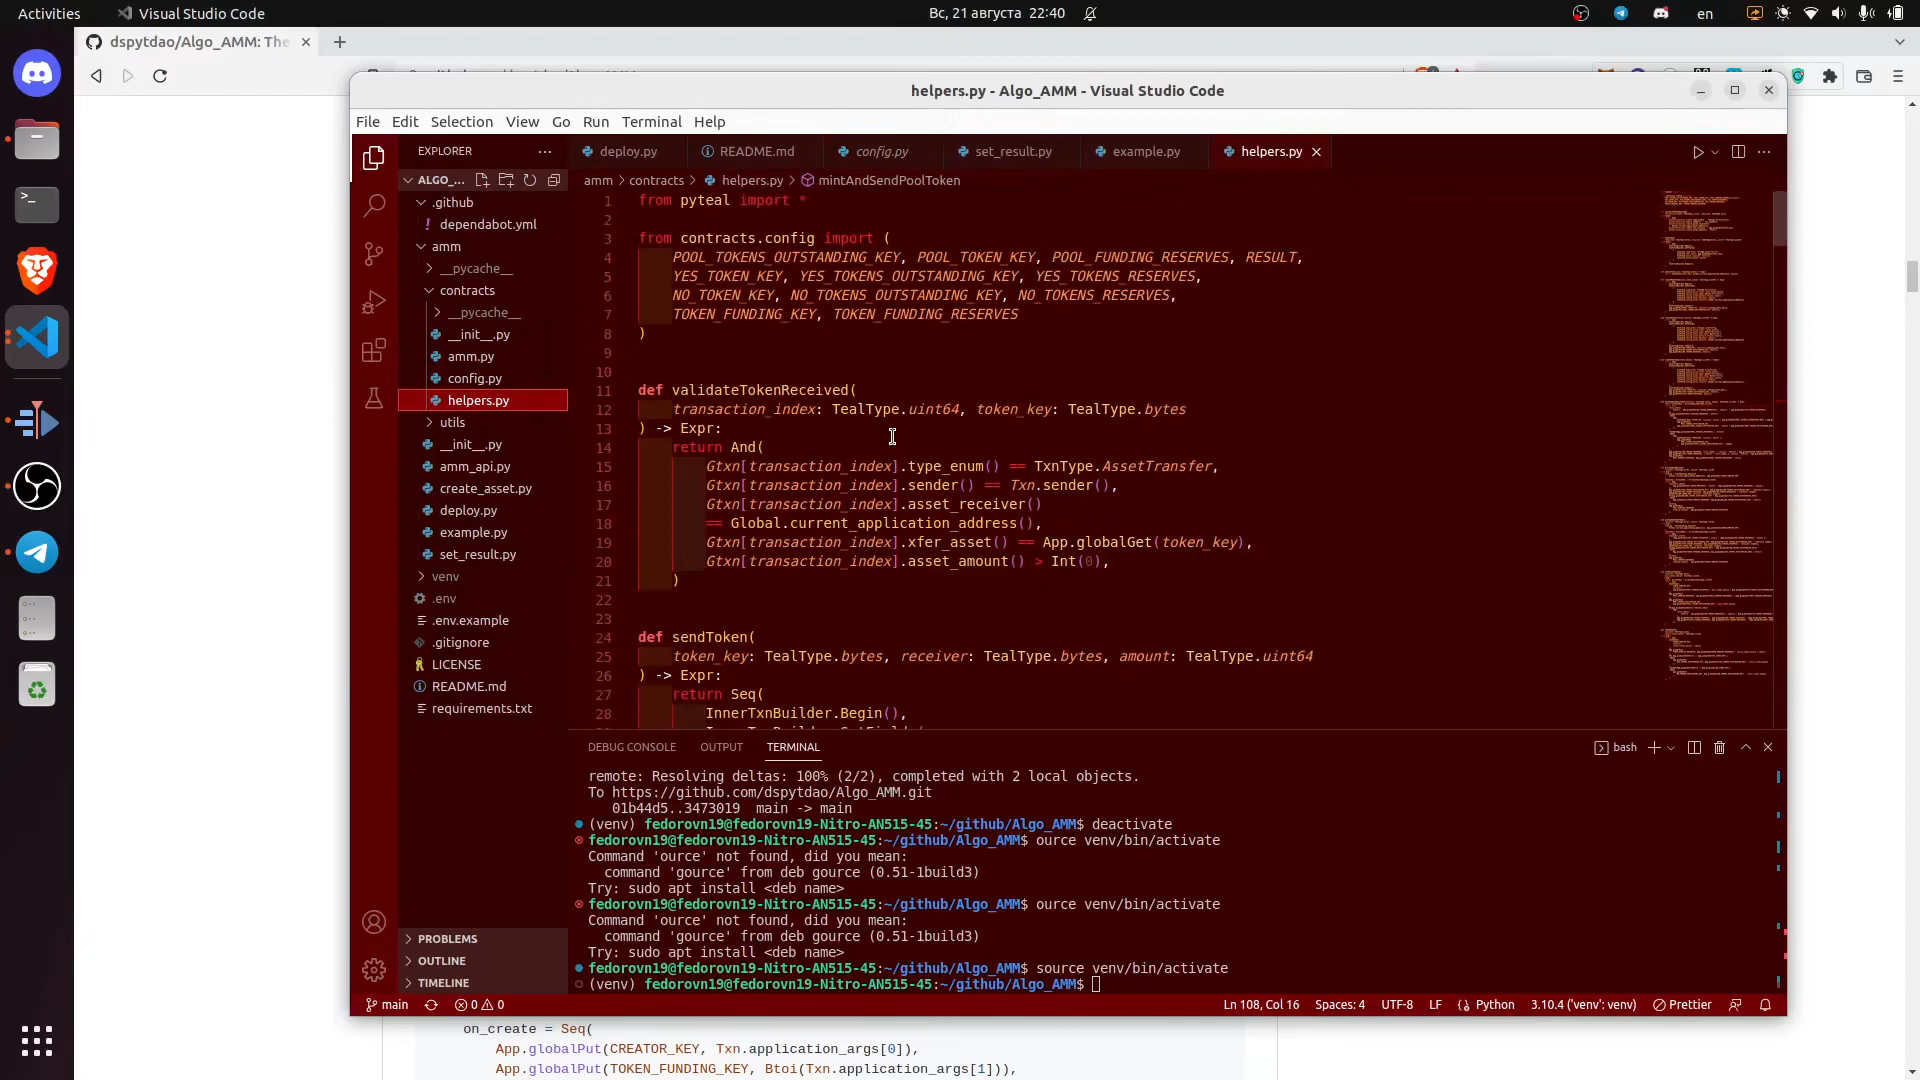 Activities
Visual Studio Code
Вс, 21 августа 22:40
en
dspytdao/Algo_AMM: The
helpers.py - Algo_AMM - Visual Studio Code
File Edit Selection View Go Run Terminal Help
EXPLORER
deploy.py
README.md
config.py
set_result.py
example.py
helpers.py
ALGO_...
amm > contracts > helpers.py > mintAndSendPoolToken
.github
dependabot.yml
amm
__pycache__
contracts
__pycache__
__init__.py
amm.py
config.py
helpers.py
utils
__init__.py
amm_api.py
create_asset.py
deploy.py
example.py
set_result.py
venv
.env
.env.example
.gitignore
LICENSE
README.md
requirements.txt
PROBLEMS
OUTLINE
TIMELINE
1 from pyteal import *
2
3 from contracts.config import (
4 POOL_TOKENS_OUTSTANDING_KEY, POOL_TOKEN_KEY, POOL_FUNDING_RESERVES, RESULT,
5 YES_TOKEN_KEY, YES_TOKENS_OUTSTANDING_KEY, YES_TOKENS_RESERVES,
6 NO_TOKEN_KEY, NO_TOKENS_OUTSTANDING_KEY, NO_TOKENS_RESERVES,
7 TOKEN_FUNDING_KEY, TOKEN_FUNDING_RESERVES
8 )
9
10
11 def validateTokenReceived(
12 transaction_index: TealType.uint64, token_key: TealType.bytes
13 ) -> Expr:
14 return And(
15 Gtxn[transaction_index].type_enum() == TxnType.AssetTransfer,
16 Gtxn[transaction_index].sender() == Txn.sender(),
17 Gtxn[transaction_index].asset_receiver()
18 == Global.current_application_address(),
19 Gtxn[transaction_index].xfer_asset() == App.globalGet(token_key),
20 Gtxn[transaction_index].asset_amount() > Int(0),
21 )
22
23
24 def sendToken(
25 token_key: TealType.bytes, receiver: TealType.bytes, amount: TealType.uint64
26 ) -> Expr:
27 return Seq(
28 InnerTxnBuilder.Begin(),
DEBUG CONSOLE OUTPUT TERMINAL
bash
remote: Resolving deltas: 100% (2/2), completed with 2 local objects.
To https://github.com/dspytdao/Algo_AMM.git
01b44d5..3473019 main -> main
(venv) fedorovn19@fedorovn19-Nitro-AN515-45:~/github/Algo_AMM$ deactivate
fedorovn19@fedorovn19-Nitro-AN515-45:~/github/Algo_AMM$ ource venv/bin/activate
Command 'ource' not found, did you mean:
command 'gource' from deb gource (0.51-1build3)
Try: sudo apt install <deb name>
fedorovn19@fedorovn19-Nitro-AN515-45:~/github/Algo_AMM$ ource venv/bin/activate
Command 'ource' not found, did you mean:
command 'gource' from deb gource (0.51-1build3)
Try: sudo apt install <deb name>
fedorovn19@fedorovn19-Nitro-AN515-45:~/github/Algo_AMM$ source venv/bin/activate
(venv) fedorovn19@fedorovn19-Nitro-AN515-45:~/github/Algo_AMM$
main
0 0
Ln 108, Col 16 Spaces: 4 UTF-8 LF Python 3.10.4 ('venv': venv) Prettier
on_create = Seq(
App.globalPut(CREATOR_KEY, Txn.application_args[0]),
App.globalPut(TOKEN_FUNDING_KEY, Btoi(Txn.application_args[1])),